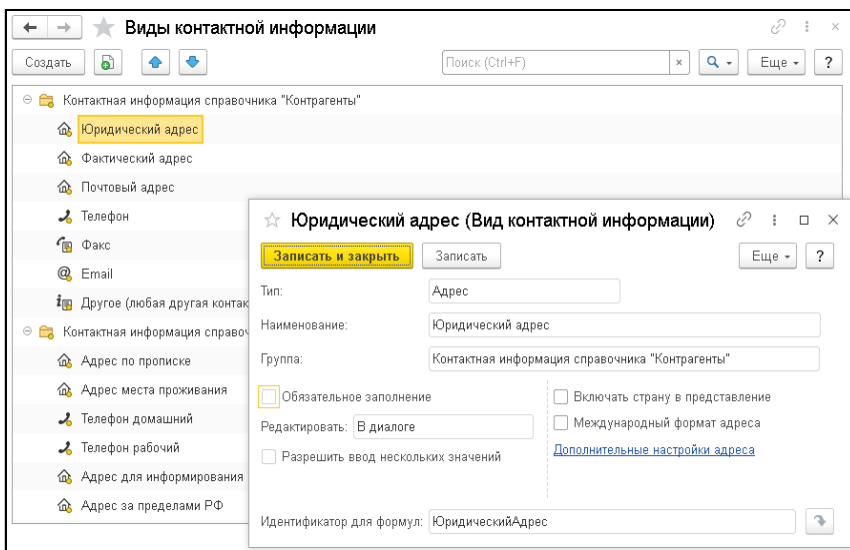 Виды контактной информации
Создать Поиск (Ctrl+F) Еще ?
Контактная информация справочника "Контрагенты"
Юридический адрес
Фактический адрес
Почтовый адрес
Телефон
Факс
Email
Другое (любая другая контак
Контактная информация справоч
Адрес по прописке
Адрес места проживания
Телефон домашний
Телефон рабочий
Адрес для информирования
Адрес за пределами РФ
Юридический адрес (Вид контактной информации)
Записать и закрыть Записать Еще ?
Тип: Адрес
Наименование: Юридический адрес
Группа: Контактная информация справочника "Контрагенты"
Обязательное заполнение Включать страну в представление
Редактировать: В диалоге Международный формат адреса
Разрешить ввод нескольких значений Дополнительные настройки адреса
Идентификатор для формул: ЮридическийАдрес